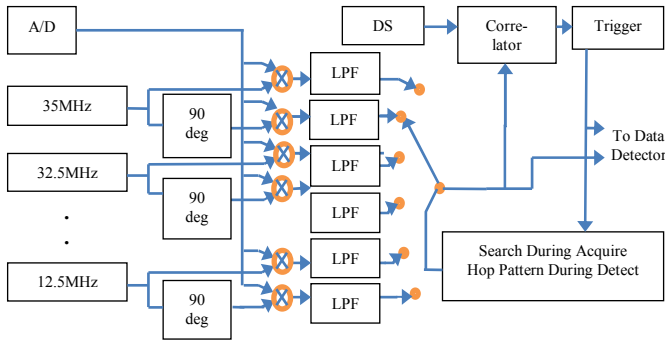 A/D
DS
Corre-
lator
Trigger
LPF
35MHz
90
deg
LPF
To Data
Detector
32.5MHz
LPF
90
deg
LPF
.
.
Search During Acquire
Hop Pattern During Detect
LPF
12.5MHz
90
deg
LPF